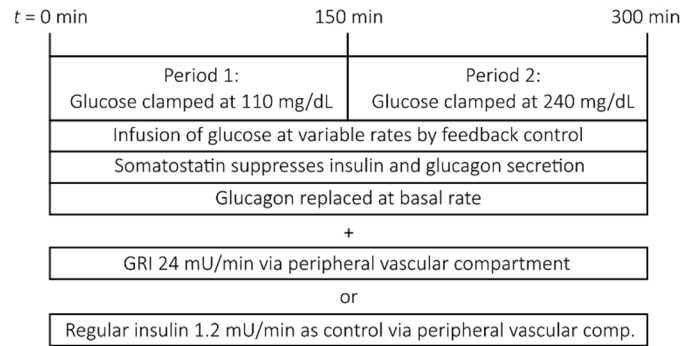 t = 0 min 150 min 300 min
Period 1: Period 2:
Glucose clamped at 110 mg/dL Glucose clamped at 240 mg/dL
Infusion of glucose at variable rates by feedback control
Somatostatin suppresses insulin and glucagon secretion
Glucagon replaced at basal rate
+
GRI 24 mU/min via peripheral vascular compartment
or
Regular insulin 1.2 mU/min as control via peripheral vascular comp.